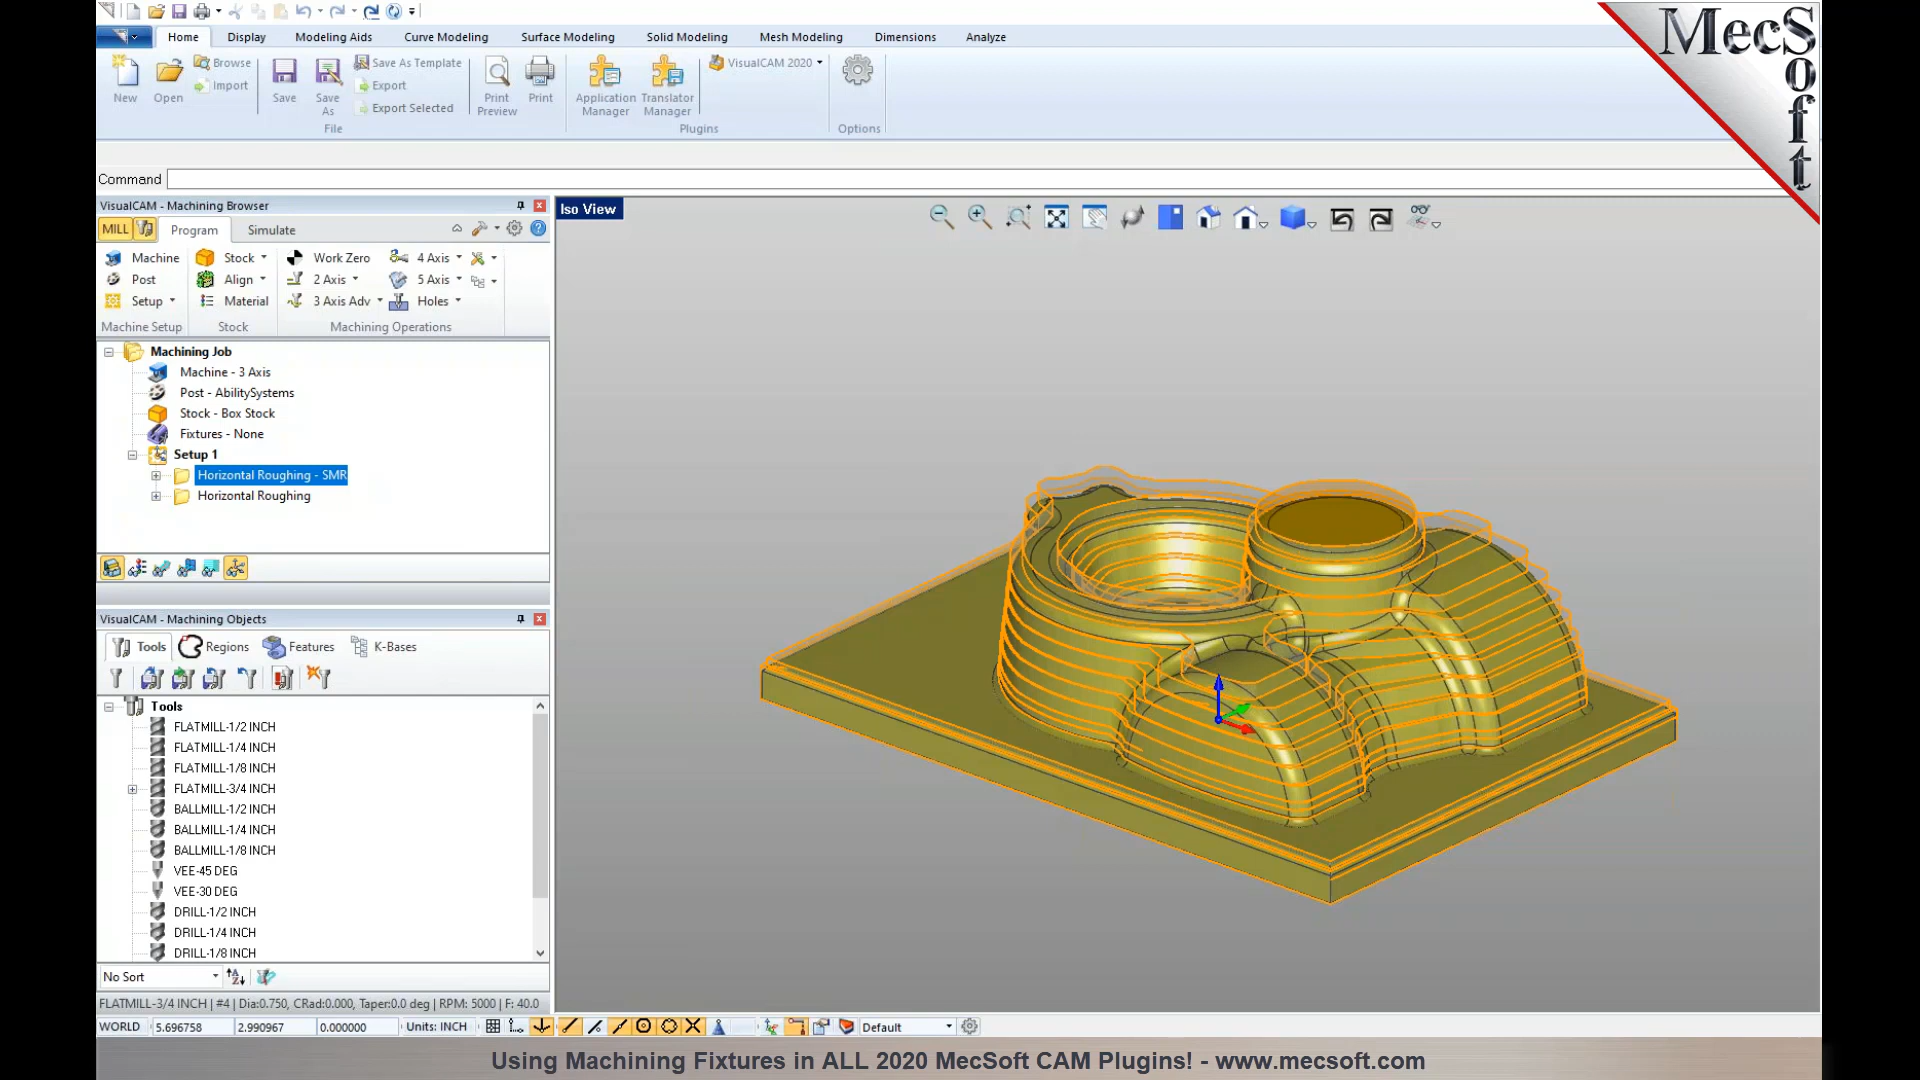 Home Display Modeling Aids Curve Modeling Surface Modeling Solid Modeling Mesh Modeling Dimensions Analyze
New Open Browse Import Save Save As Save As Template Export Export Selected Print Preview Print Application Manager Translator Manager VisualCAM 2020
File Plugins Options
MecSoft
Command
VisualCAM - Machining Browser
MILL Program Simulate
Machine Stock Work Zero 4 Axis
Post Align 2 Axis 5 Axis
Setup Material 3 Axis Adv Holes
Machine Setup Stock Machining Operations
Machining Job
Machine - 3 Axis
Post - AbilitySystems
Stock - Box Stock
Fixtures - None
Setup 1
Horizontal Roughing - SMR
Horizontal Roughing
Iso View
VisualCAM - Machining Objects
Tools Regions Features K-Bases
Tools
FLATMILL-1/2 INCH
FLATMILL-1/4 INCH
FLATMILL-1/8 INCH
FLATMILL-3/4 INCH
BALLMILL-1/2 INCH
BALLMILL-1/4 INCH
BALLMILL-1/8 INCH
VEE-45 DEG
VEE-30 DEG
DRILL-1/2 INCH
DRILL-1/4 INCH
DRILL-1/8 INCH
No Sort
FLATMILL-3/4 INCH | #4 | Dia:0.750, CRad:0.000, Taper:0.0 deg | RPM: 5000 | F: 40.0
WORLD 5.696758 2.990967 0.000000 Units: INCH Default
Using Machining Fixtures in ALL 2020 MecSoft CAM Plugins! - www.mecsoft.com